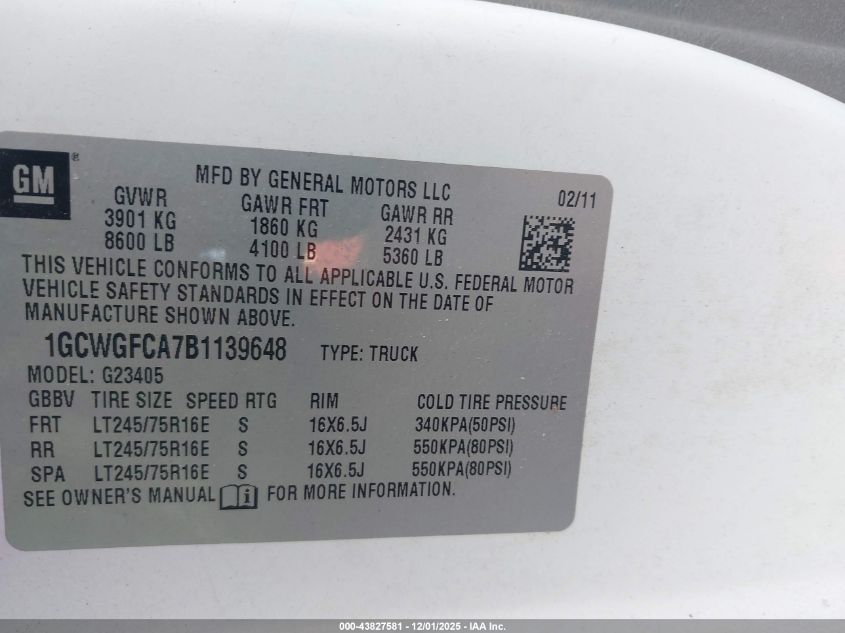 GM ®
MFD BY GENERAL MOTORS LLC
02/11
GVWR GAWR FRT GAWR RR
3901 KG 1860 KG 2431 KG
8600 LB 4100 LB 5360 LB
THIS VEHICLE CONFORMS TO ALL APPLICABLE U.S. FEDERAL MOTOR
VEHICLE SAFETY STANDARDS IN EFFECT ON THE DATE OF
MANUFACTURE SHOWN ABOVE.
1GCWGFCA7B1139648 TYPE: TRUCK
MODEL: G23405
GBBV TIRE SIZE SPEED RTG RIM COLD TIRE PRESSURE
FRT LT245/75R16E S 16X6.5J 340KPA(50PSI)
RR LT245/75R16E S 16X6.5J 550KPA(80PSI)
SPA LT245/75R16E S 16X6.5J 550KPA(80PSI)
SEE OWNER'S MANUAL i FOR MORE INFORMATION.
000-43827581 - 12/01/2025 - IAA Inc.